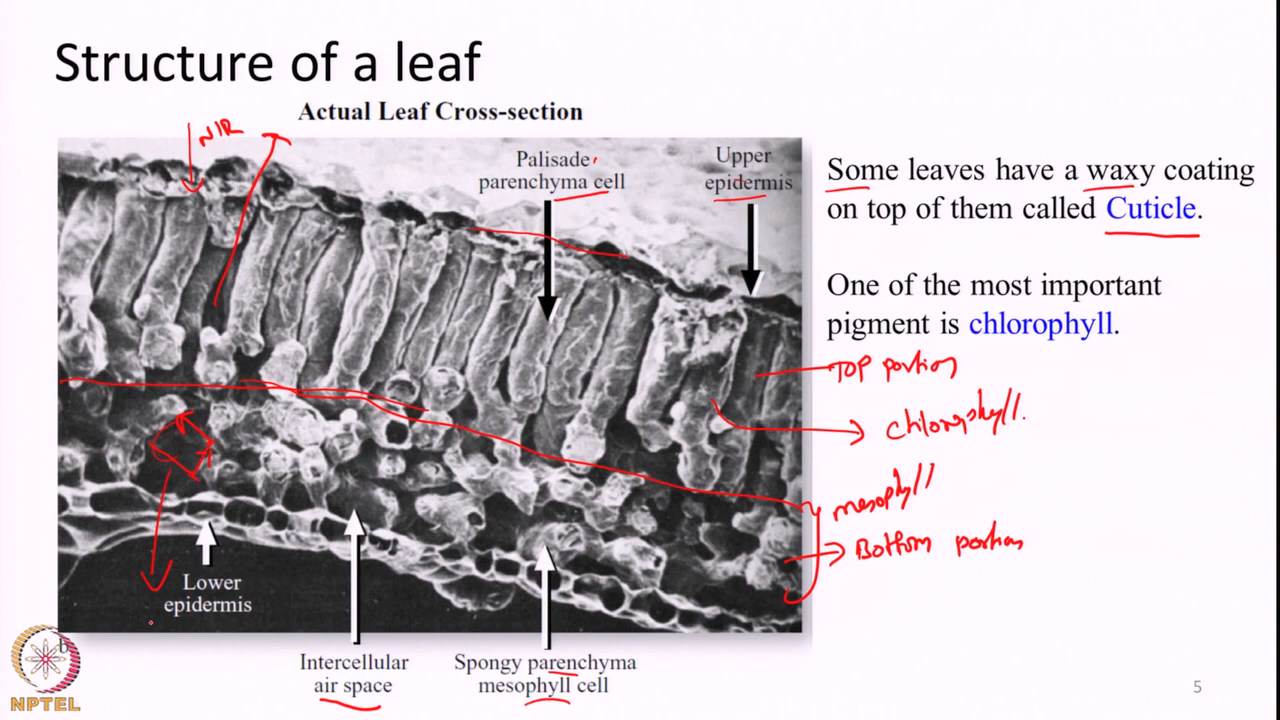 Structure of a leaf
Actual Leaf Cross-section
NIR
Palisade
parenchyma cell
Upper
epidermis
Some leaves have a waxy coating
on top of them called Cuticle.
One of the most important
pigment is chlorophyll.
Top portion
chlorophyll.
mesophyll
Bottom portion
Lower
epidermis
b
Intercellular
air space
Spongy parenchyma
mesophyll cell
NPTEL
5